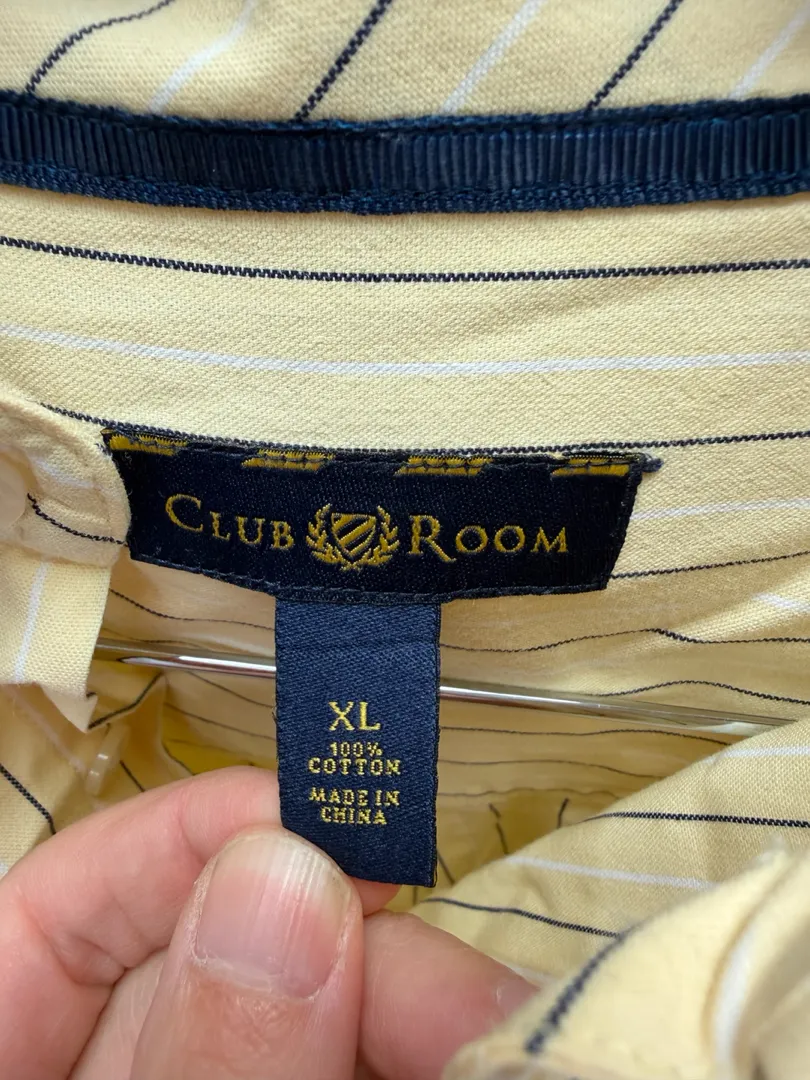 CLUB ROOM
XL
100%
COTTON
MADE IN
CHINA